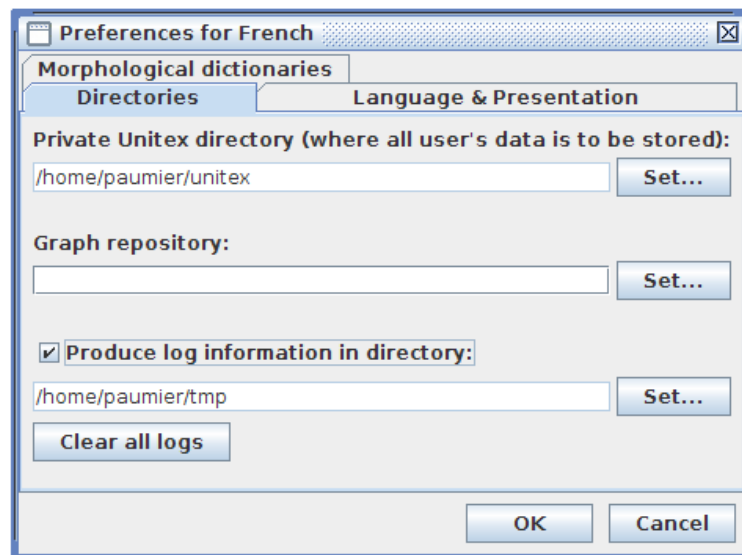 Preferences for French
Morphological dictionaries
Directories
Language & Presentation
Private Unitex directory (where all user's data is to be stored):
/home/paumier/unitex
Set...
Graph repository:
Set...
Produce log information in directory:
/home/paumier/tmp
Set...
Clear all logs
OK
Cancel